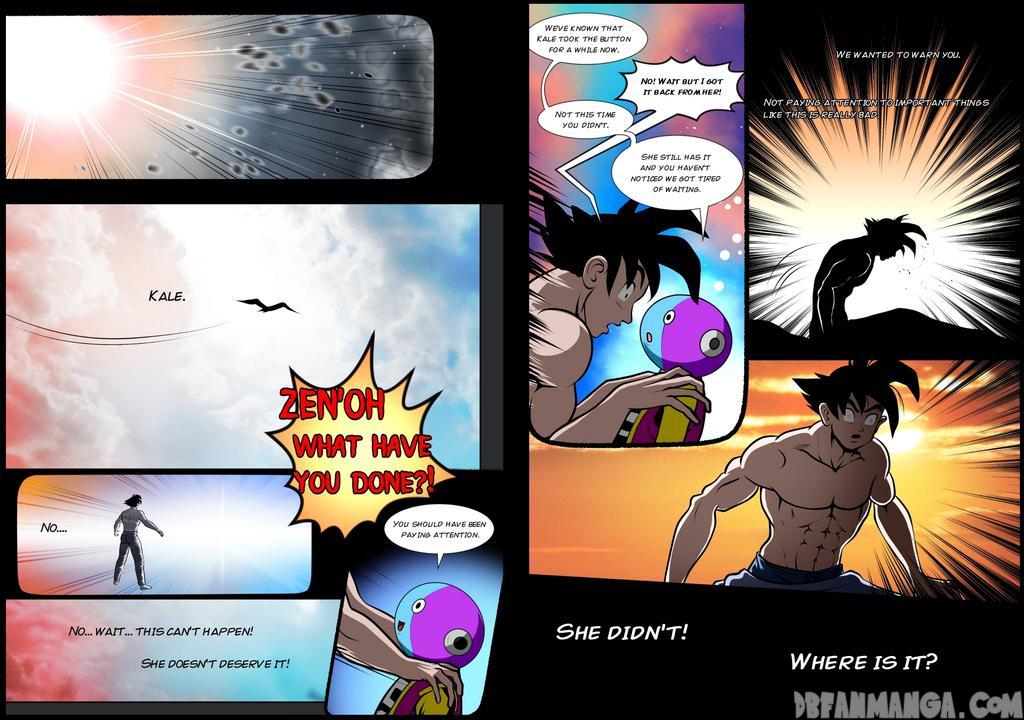 KALE.
ZEN'OH
WHAT HAVE
YOU DONE?!
NO....
YOU SHOULD HAVE BEEN
PAYING ATTENTION.
NO... WAIT... THIS CAN'T HAPPEN!
SHE DOESN'T DESERVE IT!
WE'VE KNOWN THAT
KALE TOOK THE BUTTON
FOR A WHILE NOW.
NO! WAIT BUT I GOT
IT BACK FROM HER!
NOT THIS TIME
YOU DIDN'T.
SHE STILL HAS IT
AND YOU HAVEN'T
NOTICED WE GOT TIRED
OF WAITING.
WE WANTED TO WARN YOU.
NOT PAYING ATTENTION TO IMPORTANT THINGS
LIKE THIS IS REALLY BAD.
SHE DIDN'T!
WHERE IS IT?
DBFANMANGA.COM